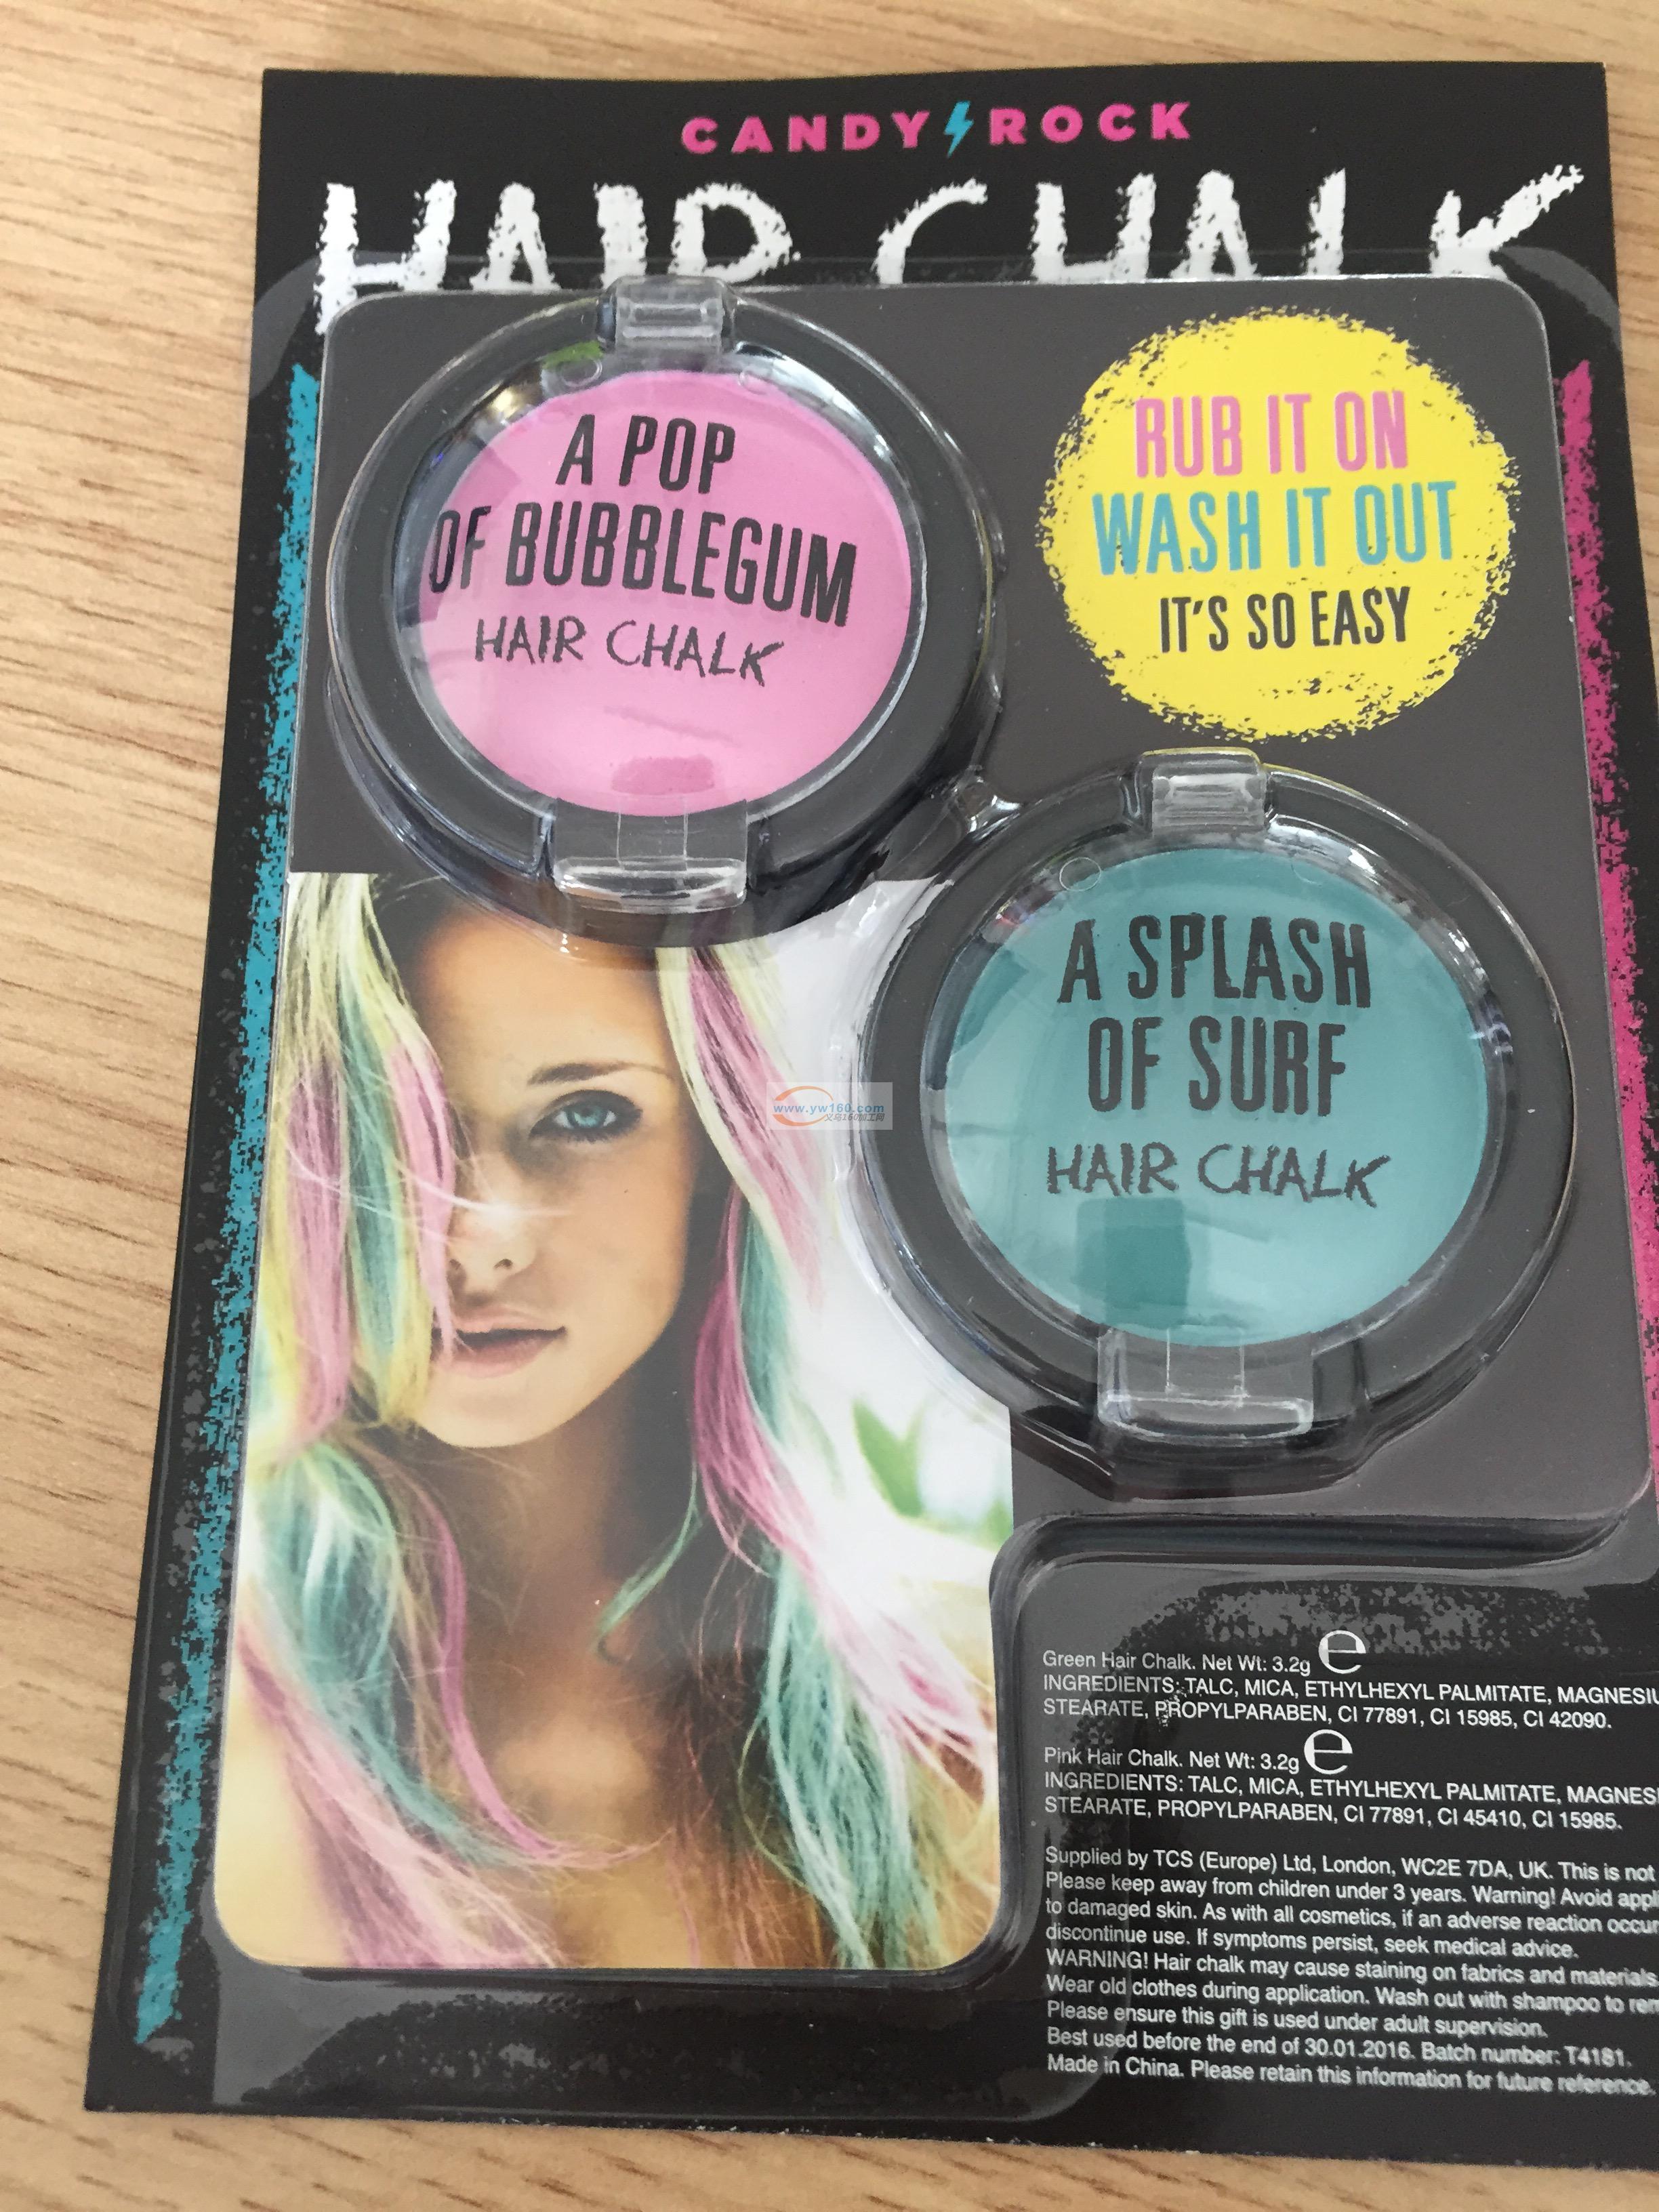 CANDY ROCK
HAIR CHALK
A POP
OF BUBBLEGUM
HAIR CHALK
RUB IT ON
WASH IT OUT
IT'S SO EASY
A SPLASH
OF SURF
HAIR CHALK
www.yw160.com
义乌160加工网
Green Hair Chalk. Net Wt: 3.2g e
INGREDIENTS: TALC, MICA, ETHYLHEXYL PALMITATE, MAGNESIU
STEARATE, PROPYLPARABEN, CI 77891, CI 15985, CI 42090.
Pink Hair Chalk. Net Wt: 3.2g e
INGREDIENTS: TALC, MICA, ETHYLHEXYL PALMITATE, MAGNESI
STEARATE, PROPYLPARABEN, CI 77891, CI 45410, CI 15985.
Supplied by TCS (Europe) Ltd, London, WC2E 7DA, UK. This is not
Please keep away from children under 3 years. Warning! Avoid appli
to damaged skin. As with all cosmetics, if an adverse reaction occur
discontinue use. If symptoms persist, seek medical advice.
WARNING! Hair chalk may cause staining on fabrics and materials.
Wear old clothes during application. Wash out with shampoo to rem
Please ensure this gift is used under adult supervision.
Best used before the end of 30.01.2016. Batch number: T4181.
Made in China. Please retain this information for future reference.